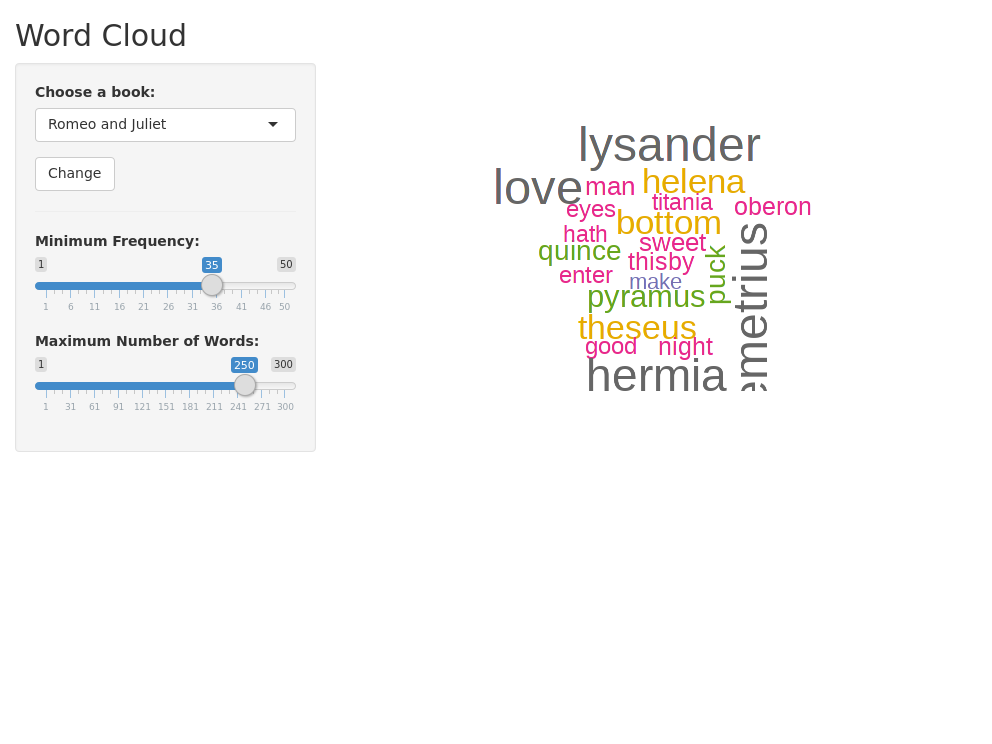 Word Cloud
Choose a book:
Romeo and Juliet
Change
Minimum Frequency:
1 35 50
1 6 11 16 21 26 31 36 41 46 50
Maximum Number of Words:
1 250 300
1 31 61 91 121 151 181 211 241 271 300
lysander
love man helena
eyes titania oberon
bottom
hath sweet
quince thisby puck
enter make
pyramus
emetrius
theseus
good night
hermia